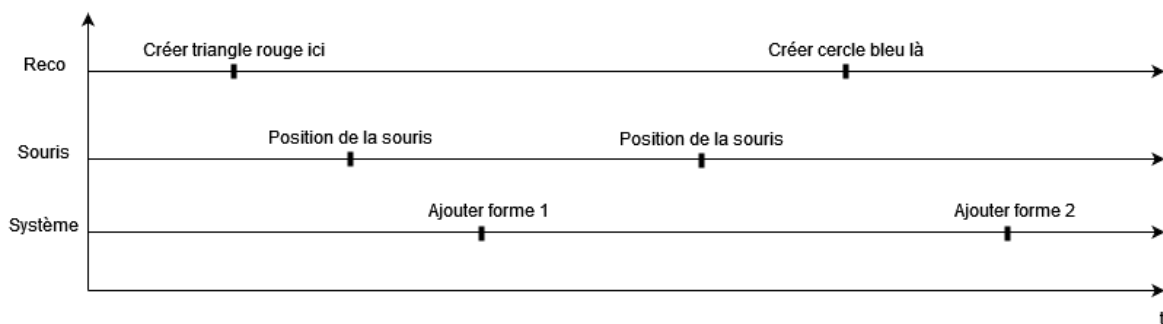 Créer triangle rouge ici
Créer cercle bleu là
Reco
Position de la souris
Position de la souris
Souris
Ajouter forme 1
Ajouter forme 2
Système
t